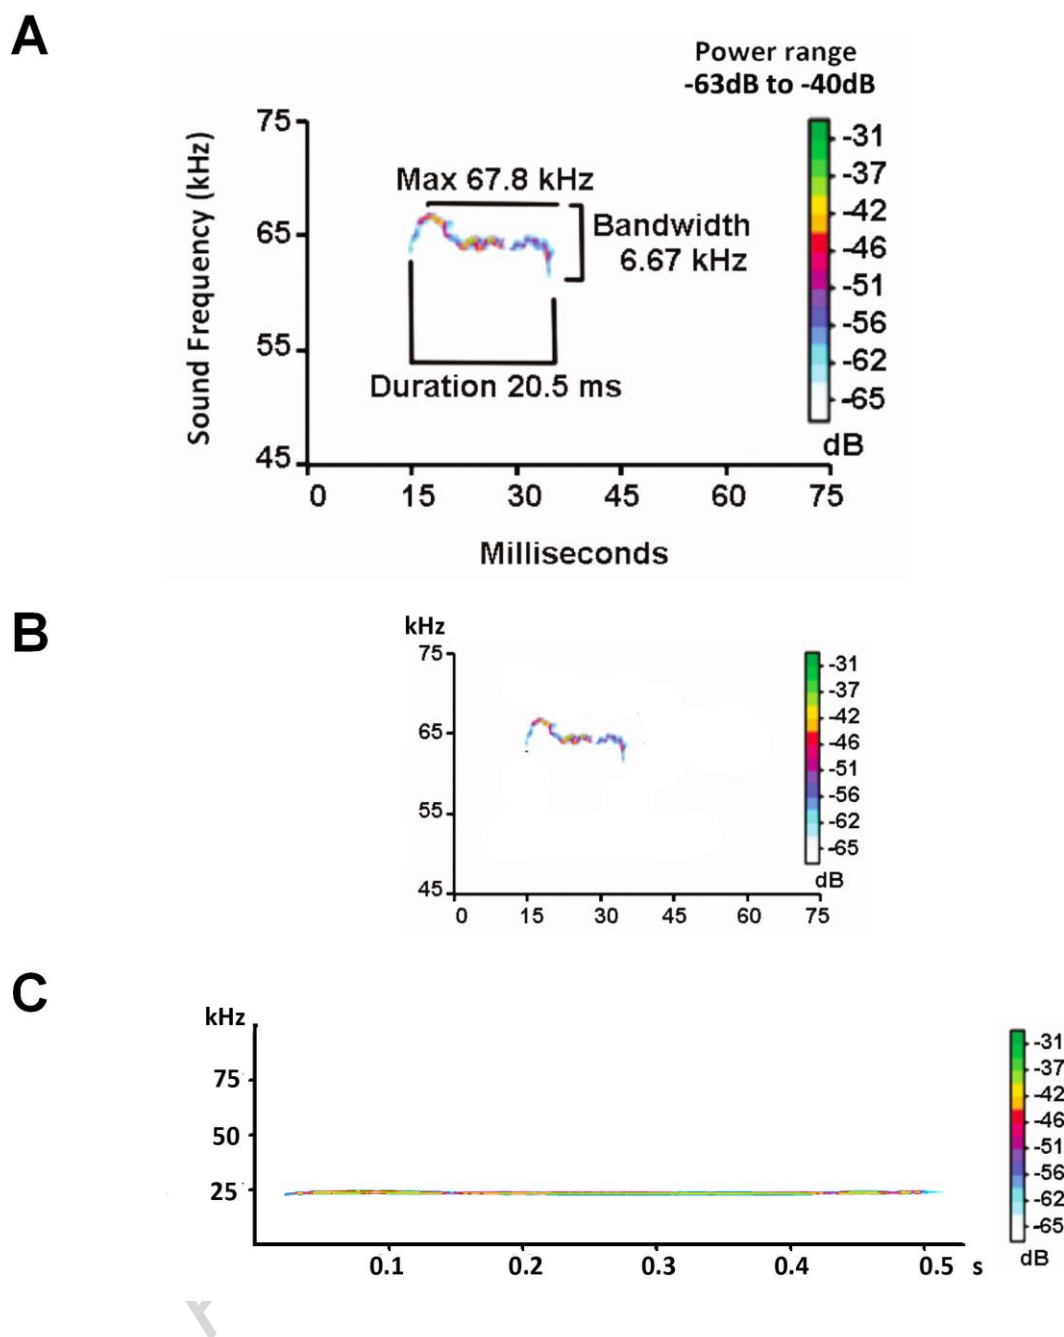 A
Power range
-63dB to -40dB
Sound Frequency (kHz)
75
65
55
45
Max 67.8 kHz
Bandwidth
6.67 kHz
Duration 20.5 ms
-31
-37
-42
-46
-51
-56
-62
-65
dB
0 15 30 45 60 75
Milliseconds
B
kHz
75
65
55
45
0 15 30 45 60 75
-31
-37
-42
-46
-51
-56
-62
-65
dB
C
kHz
75
50
25
0.1 0.2 0.3 0.4 0.5 s
-31
-37
-42
-46
-51
-56
-62
-65
dB